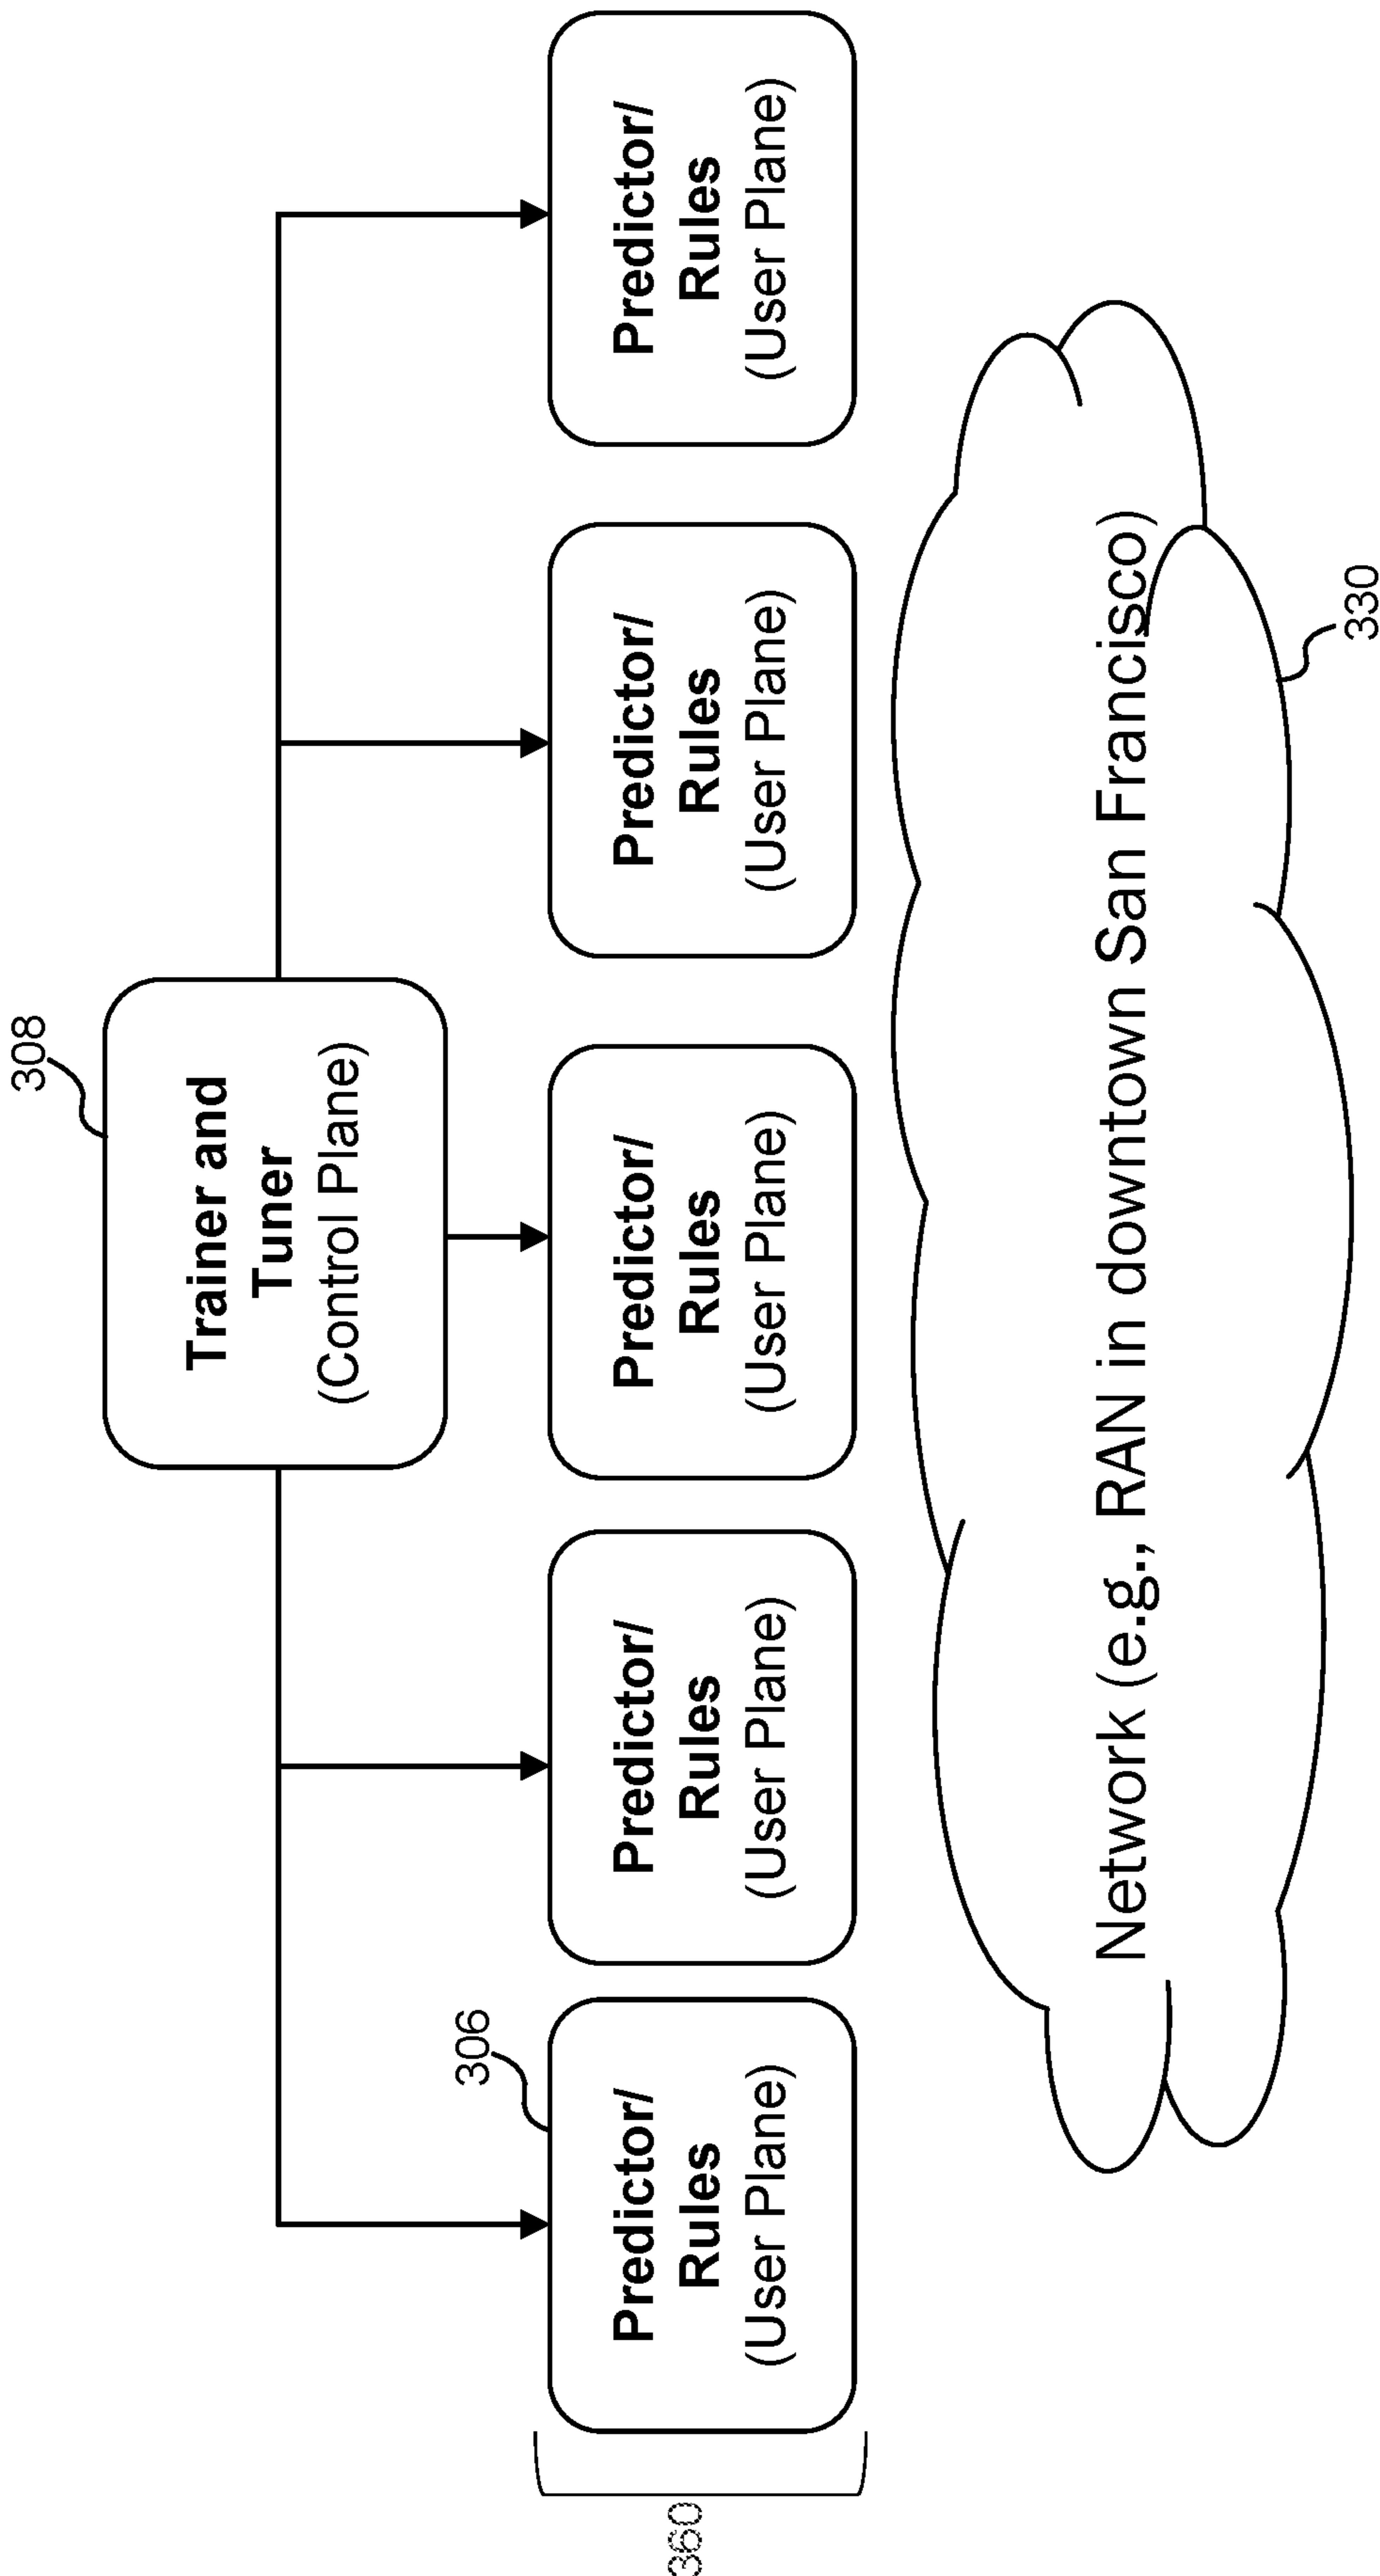 308
Trainer and
Tuner
(Control Plane)
306
360
Predictor/
Rules
(User Plane)
Predictor/
Rules
(User Plane)
Predictor/
Rules
(User Plane)
Predictor/
Rules
(User Plane)
Predictor/
Rules
(User Plane)
Network (e.g., RAN in downtown San Francisco)
330